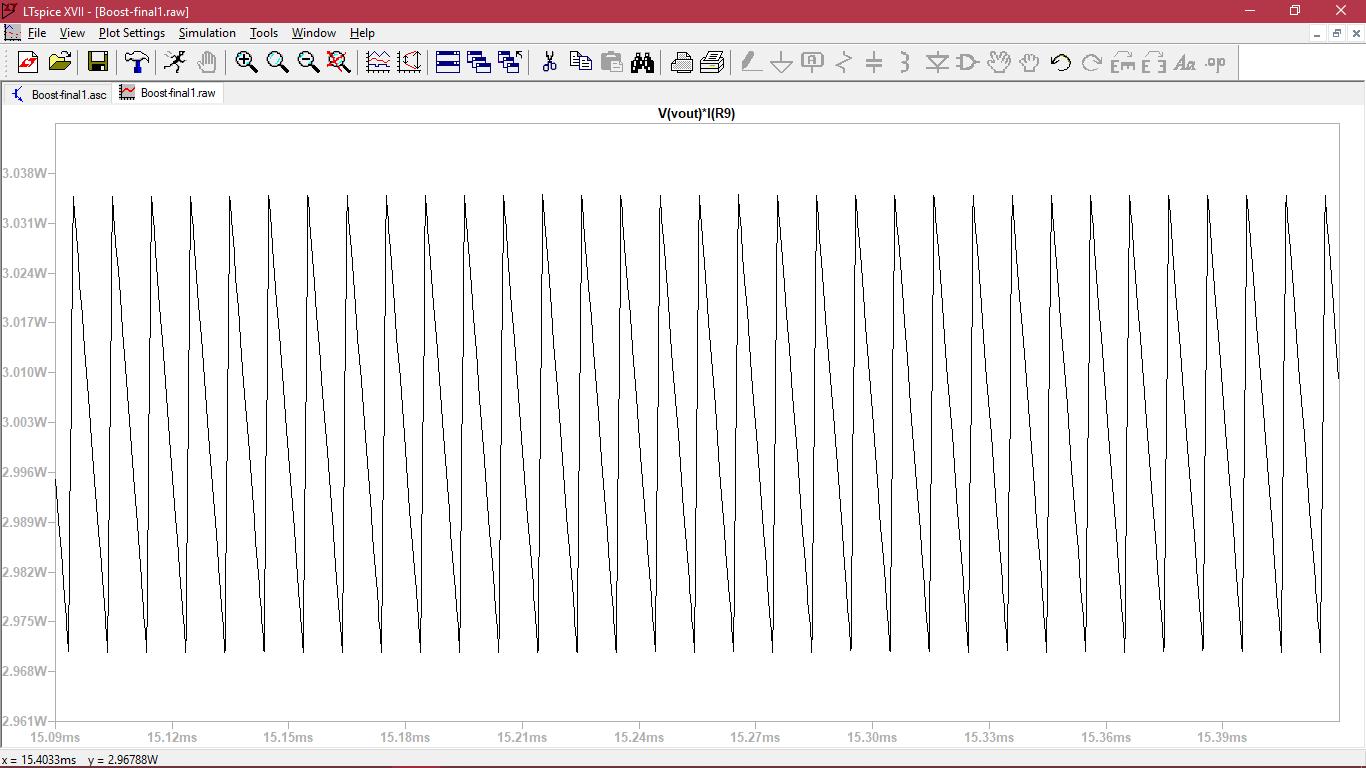 LTspice XVII - [Boost-final1.raw]
File View Plot Settings Simulation Tools Window Help
Boost-final1.asc Boost-final1.raw
V(vout)*I(R9)
3.038W
3.031W
3.024W
3.017W
3.010W
3.003W
2.996W
2.989W
2.982W
2.975W
2.968W
2.961W
15.09ms 15.12ms 15.15ms 15.18ms 15.21ms 15.24ms 15.27ms 15.30ms 15.33ms 15.36ms 15.39ms
x = 15.4033ms y = 2.96788W